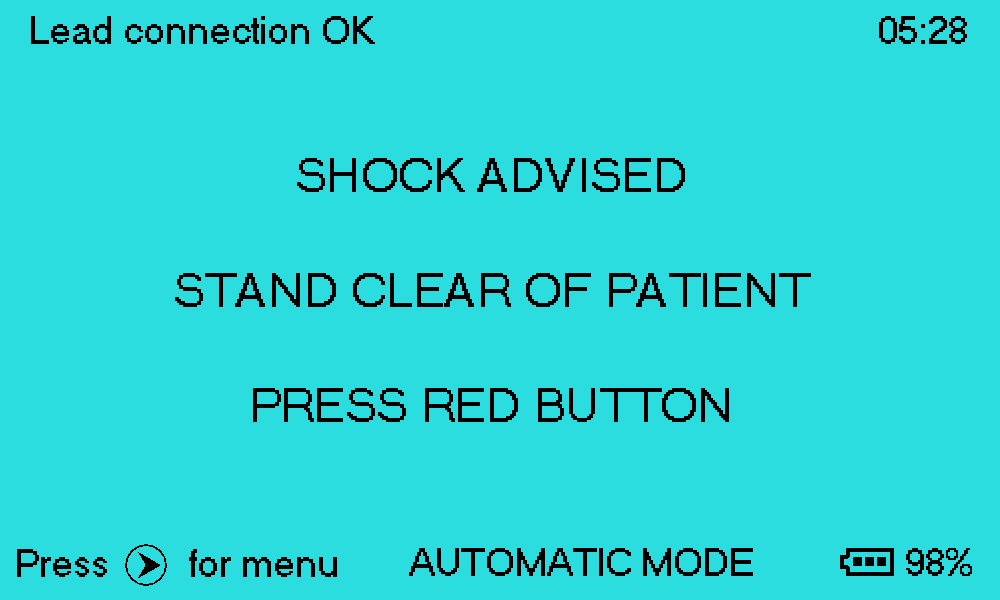 Lead connection OK 05:28
SHOCK ADVISED
STAND CLEAR OF PATIENT
PRESS RED BUTTON
Press for menu AUTOMATIC MODE 98%